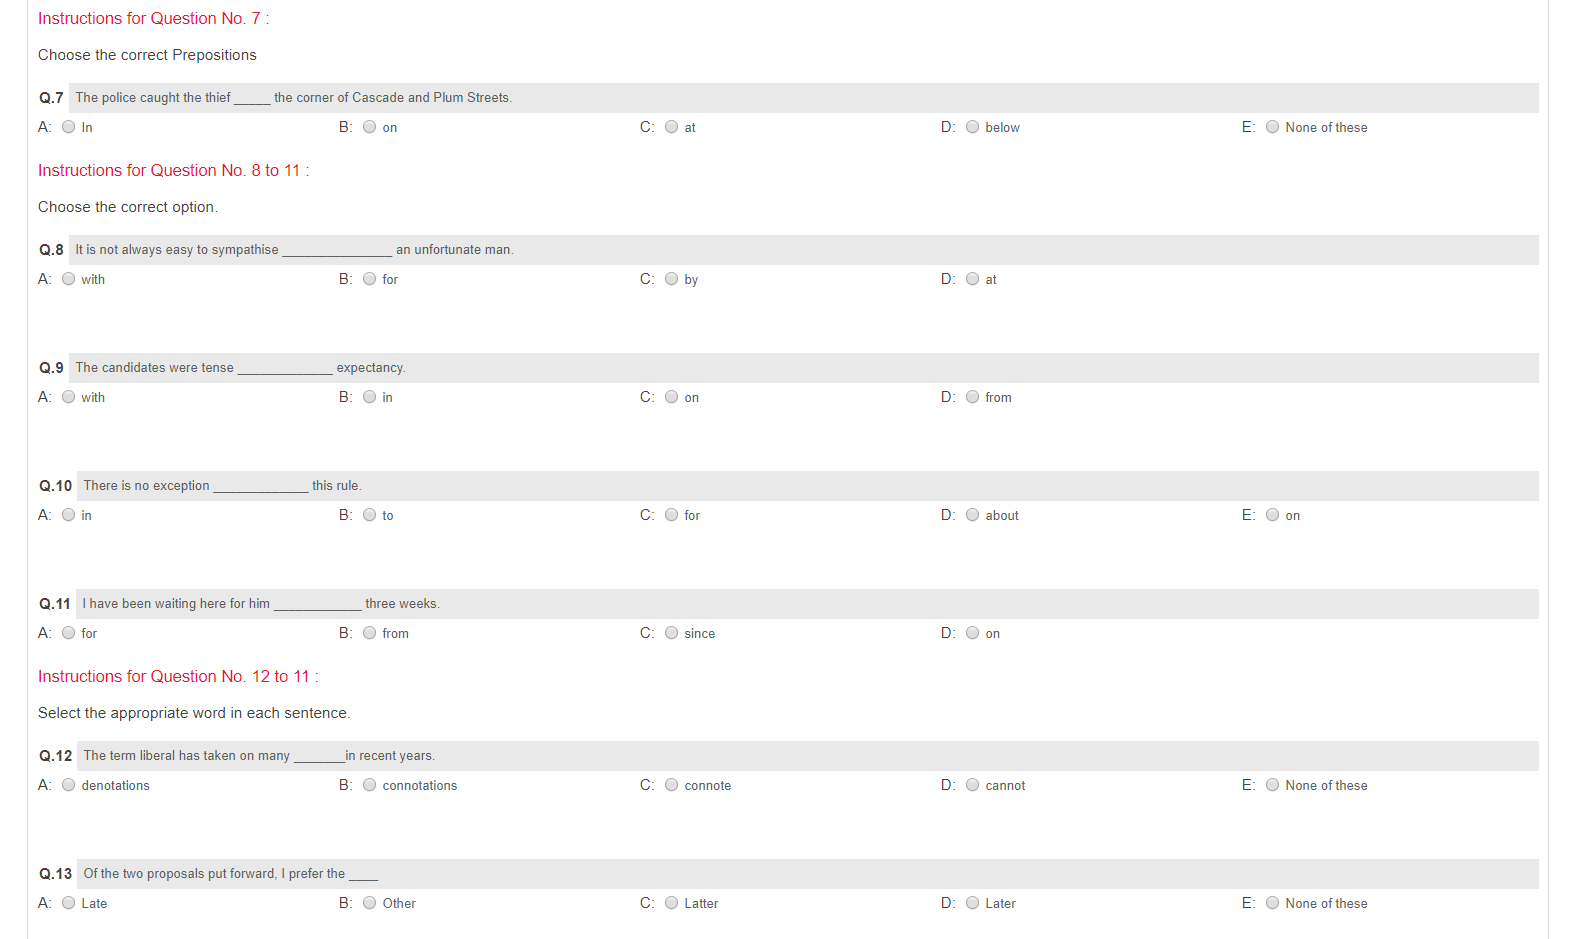 Instructions for Question No. 7 :
Choose the correct Prepositions
Q.7 The police caught the thief _____ the corner of Cascade and Plum Streets.
A: In B: on C: at D: below E: None of these
Instructions for Question No. 8 to 11 :
Choose the correct option.
Q.8 It is not always easy to sympathise _______________ an unfortunate man.
A: with B: for C: by D: at
Q.9 The candidates were tense _____________ expectancy.
A: with B: in C: on D: from
Q.10 There is no exception _____________ this rule.
A: in B: to C: for D: about E: on
Q.11 I have been waiting here for him ____________ three weeks.
A: for B: from C: since D: on
Instructions for Question No. 12 to 11 :
Select the appropriate word in each sentence.
Q.12 The term liberal has taken on many _______in recent years.
A: denotations B: connotations C: connote D: cannot E: None of these
Q.13 Of the two proposals put forward, I prefer the ____
A: Late B: Other C: Latter D: Later E: None of these